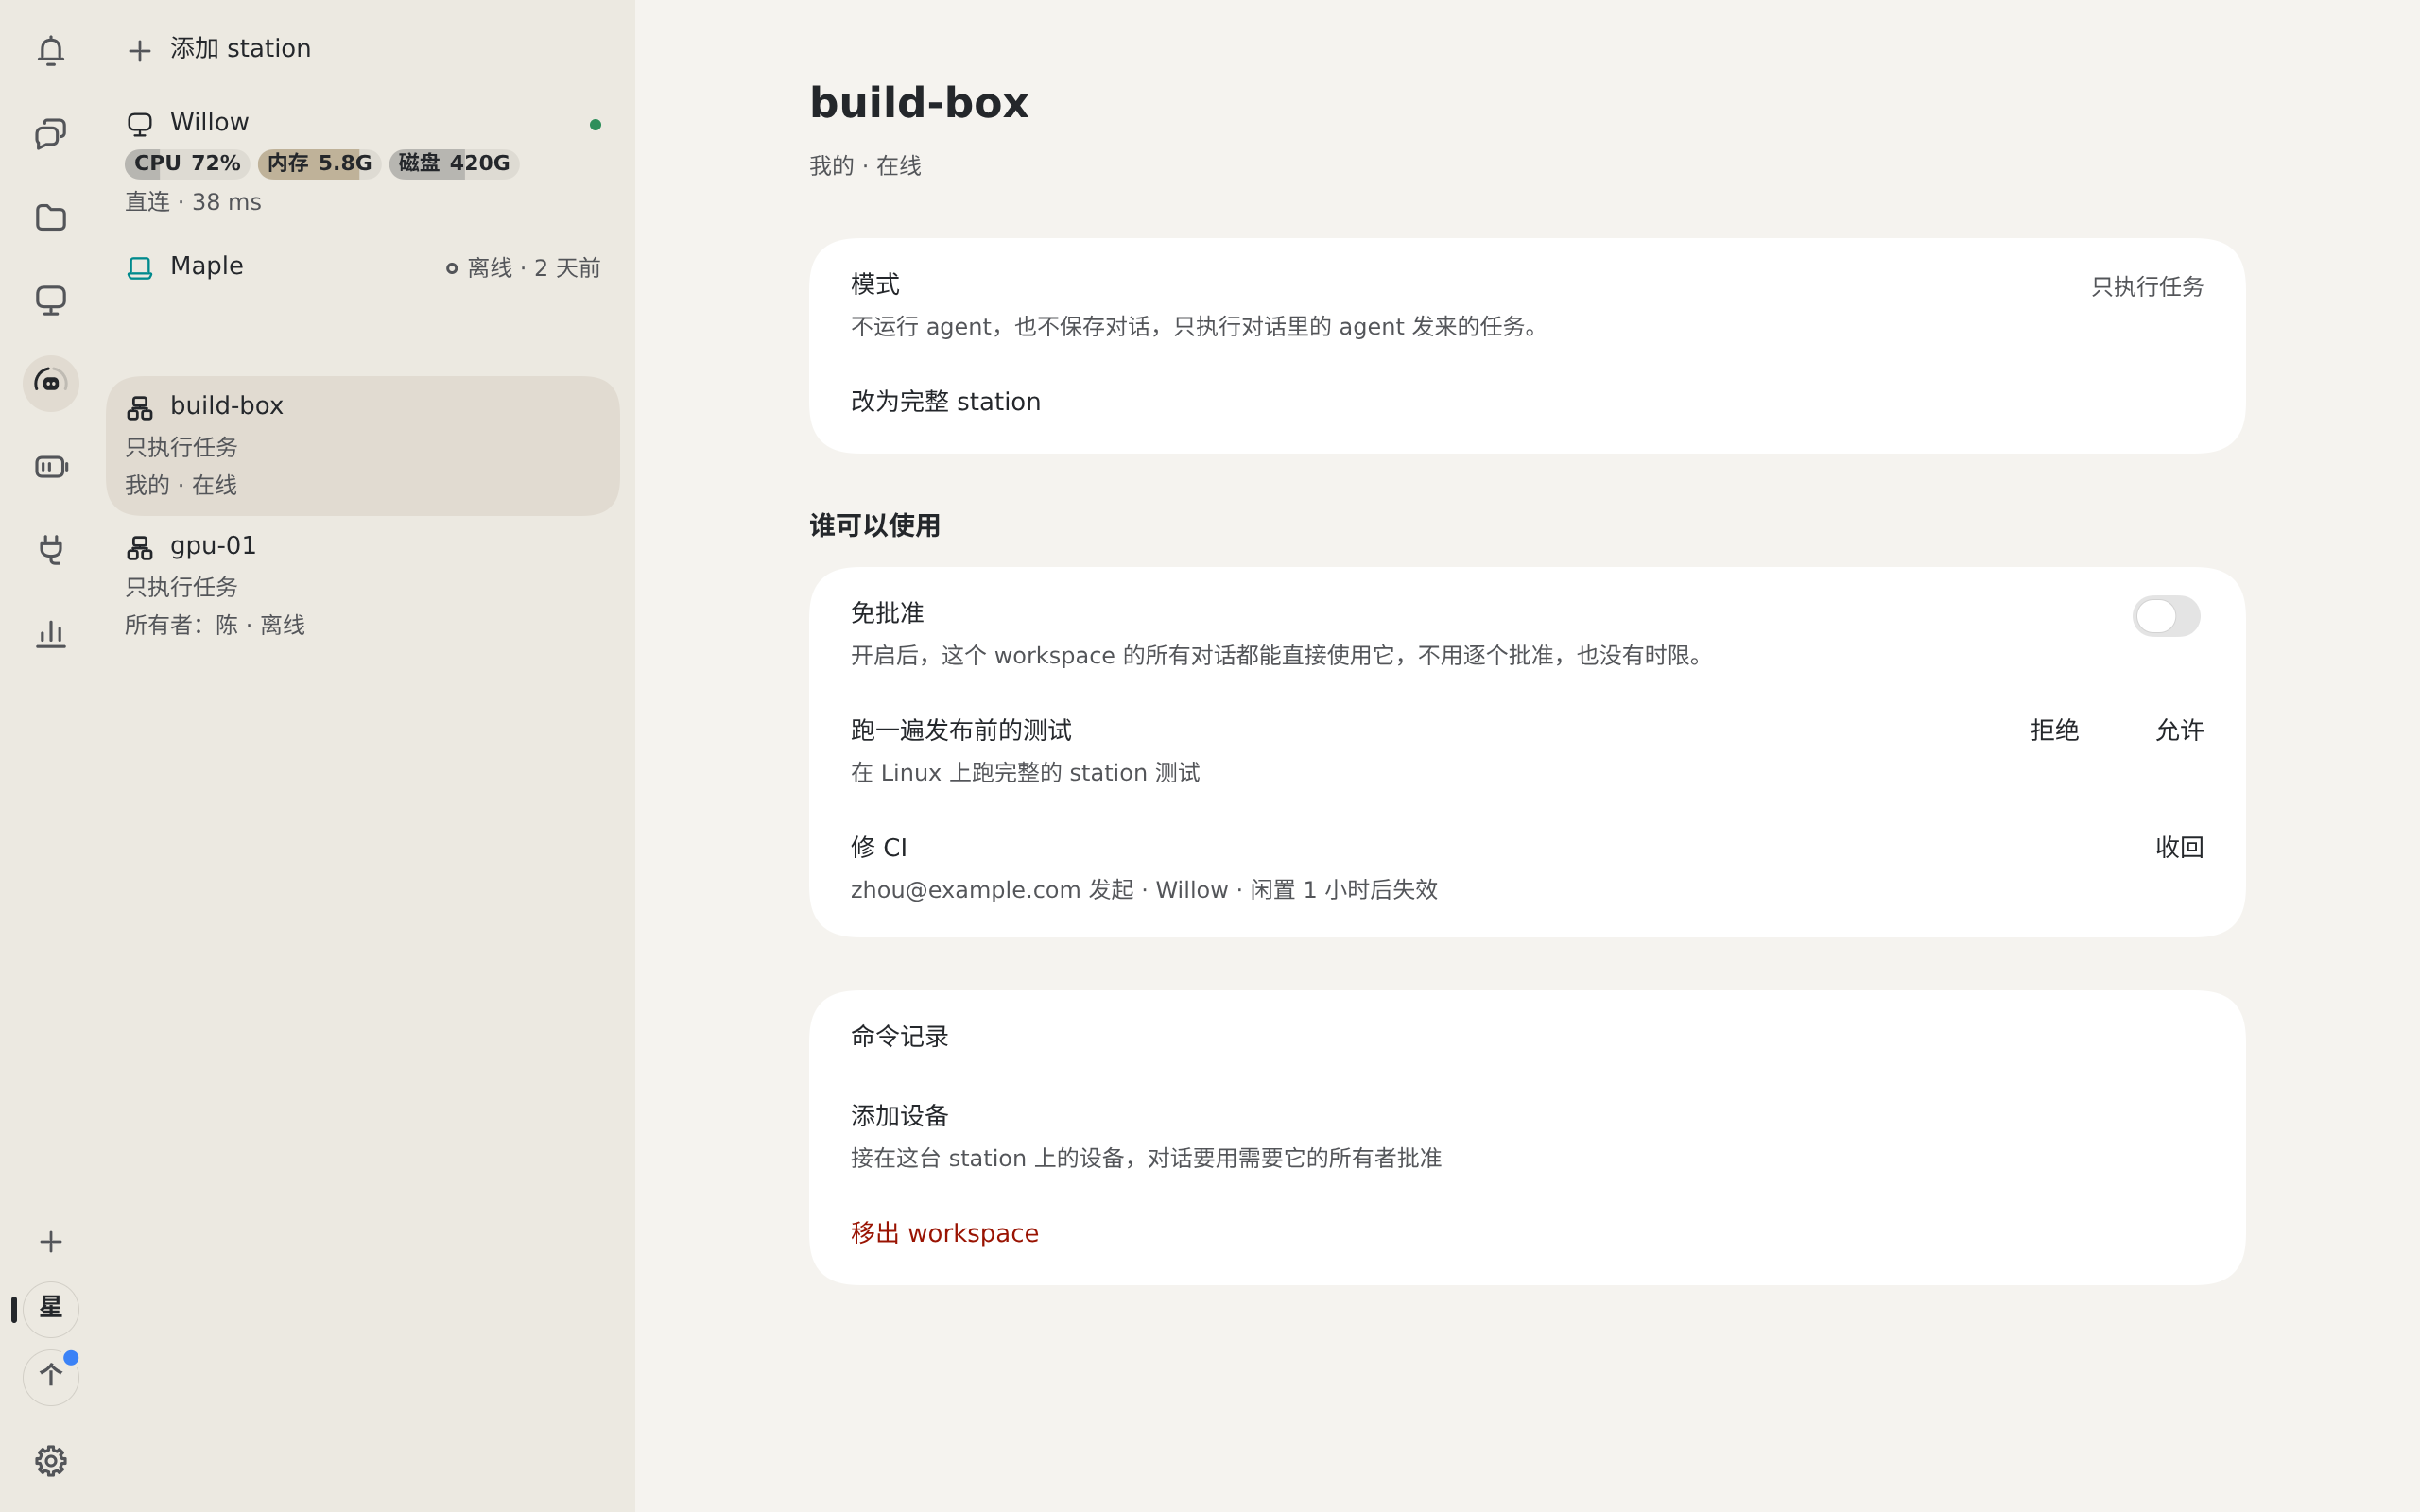 添加 station
Willow
CPU 72% 内存 5.8G 磁盘 420G
直连 · 38 ms
Maple 离线 · 2 天前
build-box
只执行任务
我的 · 在线
gpu-01
只执行任务
所有者：陈 · 离线
星
个
build-box
我的 · 在线
模式 只执行任务
不运行 agent，也不保存对话，只执行对话里的 agent 发来的任务。
改为完整 station
谁可以使用
免批准
开启后，这个 workspace 的所有对话都能直接使用它，不用逐个批准，也没有时限。
跑一遍发布前的测试 拒绝 允许
在 Linux 上跑完整的 station 测试
修 CI 收回
zhou@example.com 发起 · Willow · 闲置 1 小时后失效
命令记录
添加设备
接在这台 station 上的设备，对话要用需要它的所有者批准
移出 workspace